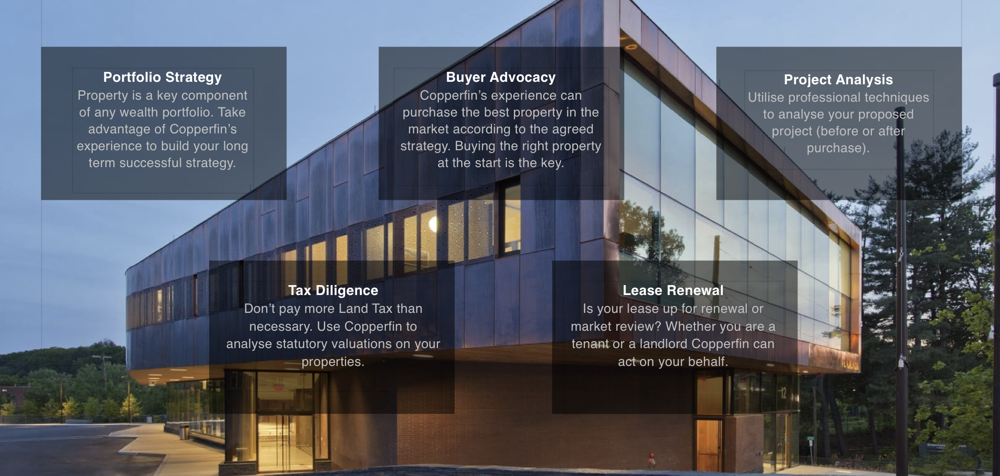 Portfolio Strategy
Property is a key component
of any wealth portfolio. Take
advantage of Copperfin’s
experience to build your long
term successful strategy.
Buyer Advocacy
Copperfin’s experience can
purchase the best property in the
market according to the agreed
strategy. Buying the right property
at the start is the key.
Project Analysis
Utilise professional techniques
to analyse your proposed
project (before or after
purchase).
Tax Diligence
Don’t pay more Land Tax than
necessary. Use Copperfin to
analyse statutory valuations on your
properties.
Lease Renewal
Is your lease up for renewal or
market review? Whether you are a
tenant or a landlord Copperfin can
act on your behalf.
12